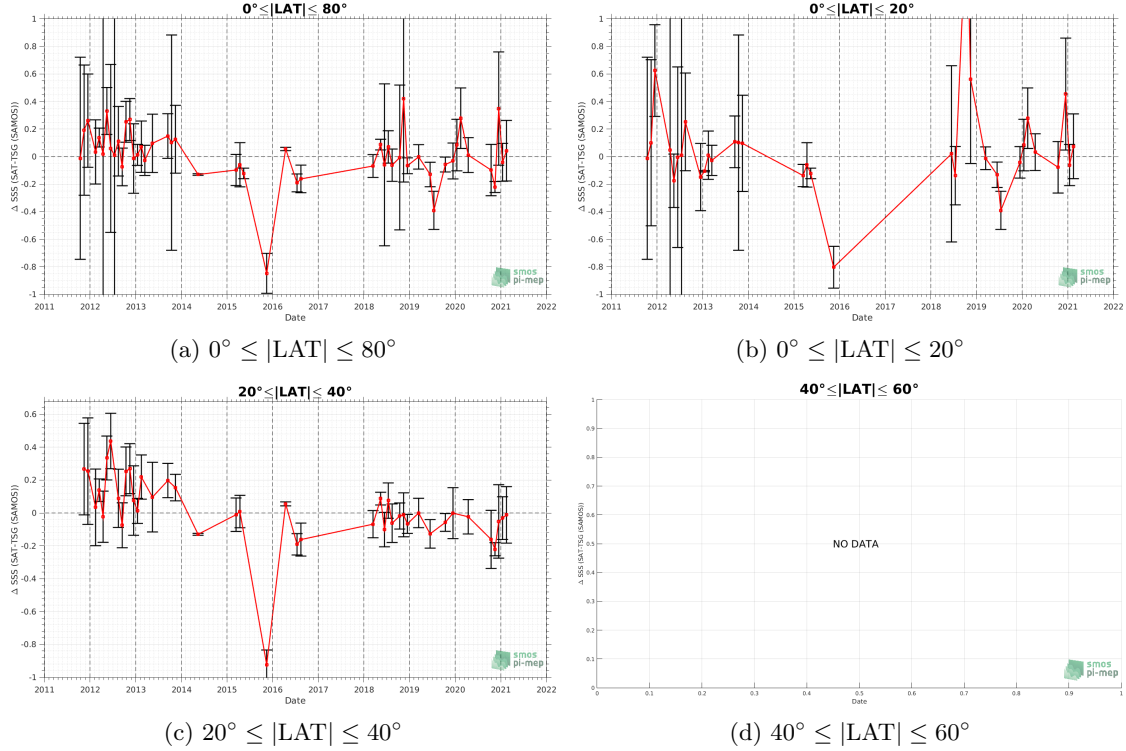 0°≤|LAT|≤ 80°
Δ SSS (SAT-TSG (SAMOS))
1
0.8
0.6
0.4
0.2
0
-0.2
-0.4
-0.6
-0.8
-1
2011 2012 2013 2014 2015 2016 2017 2018 2019 2020 2021 2022
Date
smos
pi-mep
(a) 0° ≤ |LAT| ≤ 80°
0°≤|LAT|≤ 20°
Δ SSS (SAT-TSG (SAMOS))
1
0.8
0.6
0.4
0.2
0
-0.2
-0.4
-0.6
-0.8
-1
2011 2012 2013 2014 2015 2016 2017 2018 2019 2020 2021 2022
Date
smos
pi-mep
(b) 0° ≤ |LAT| ≤ 20°
20°≤|LAT|≤ 40°
Δ SSS (SAT-TSG (SAMOS))
0.6
0.4
0.2
0
-0.2
-0.4
-0.6
-0.8
-1
2011 2012 2013 2014 2015 2016 2017 2018 2019 2020 2021 2022
Date
smos
pi-mep
(c) 20° ≤ |LAT| ≤ 40°
40°≤|LAT|≤ 60°
Δ SSS (SAT-TSG (SAMOS))
1
0.9
0.8
0.7
0.6
0.5
0.4
0.3
0.2
0.1
0
NO DATA
0 0.1 0.2 0.3 0.4 0.5 0.6 0.7 0.8 0.9 1
Date
smos
pi-mep
(d) 40° ≤ |LAT| ≤ 60°